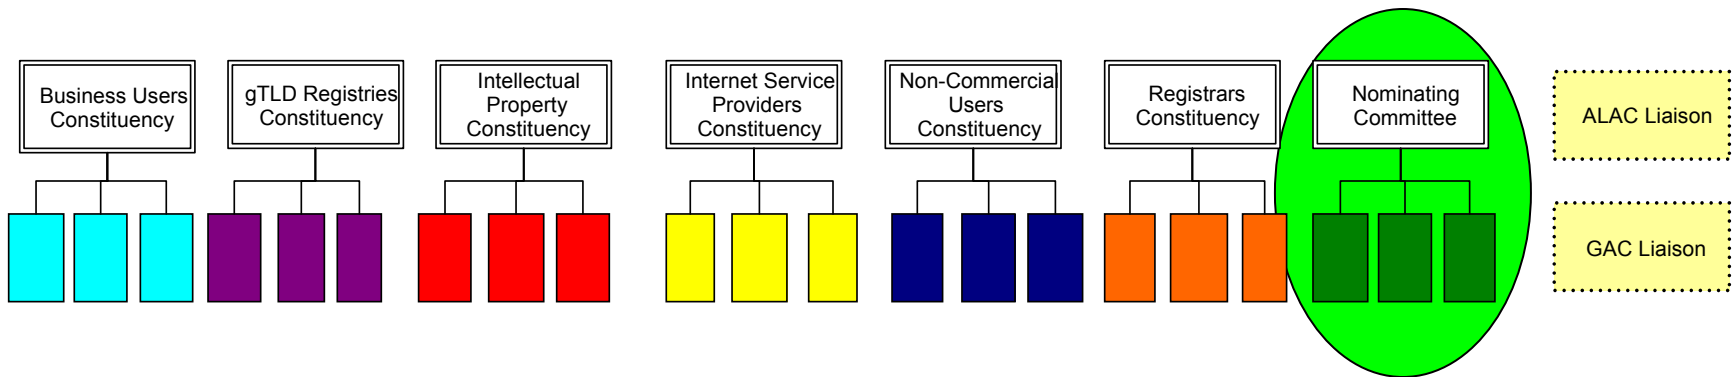 Business Users
Constituency
gTLD Registries
Constituency
Intellectual
Property
Constituency
Internet Service
Providers
Constituency
Non-Commercial
Users
Constituency
Registrars
Constituency
Nominating
Committee
ALAC Liaison
GAC Liaison